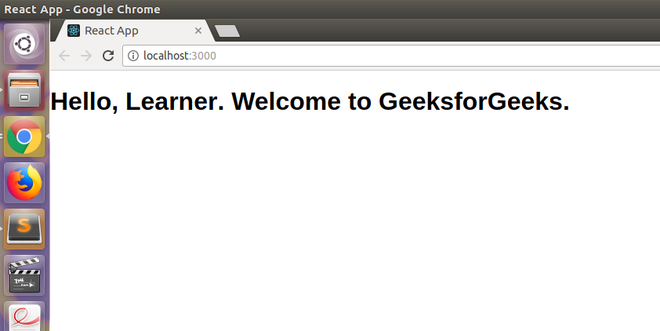 React App - Google Chrome
React App
localhost:3000
Hello, Learner. Welcome to GeeksforGeeks.